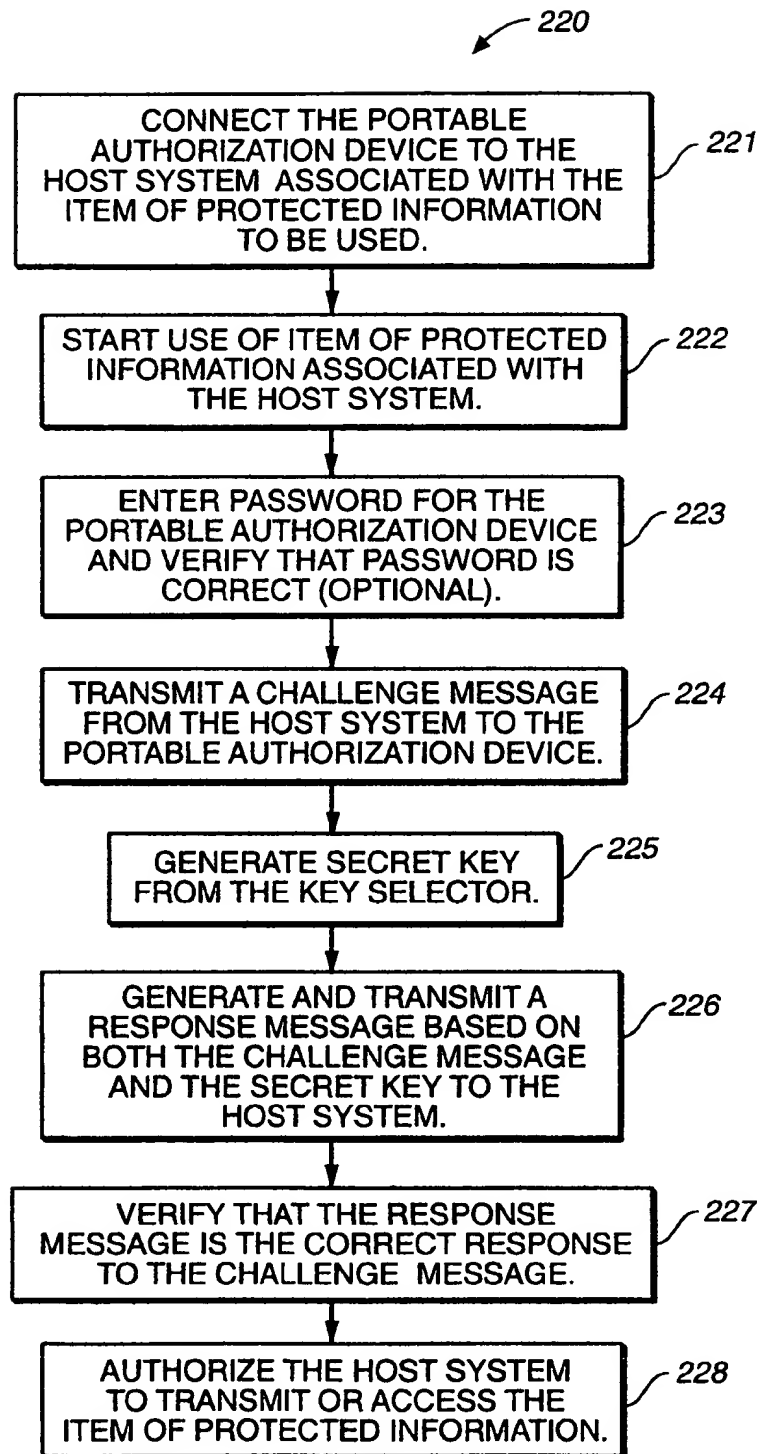 220
CONNECT THE PORTABLE
AUTHORIZATION DEVICE TO THE
HOST SYSTEM ASSOCIATED WITH THE
ITEM OF PROTECTED INFORMATION
TO BE USED.
221
START USE OF ITEM OF PROTECTED
INFORMATION ASSOCIATED WITH
THE HOST SYSTEM.
222
ENTER PASSWORD FOR THE
PORTABLE AUTHORIZATION DEVICE
AND VERIFY THAT PASSWORD IS
CORRECT (OPTIONAL).
223
TRANSMIT A CHALLENGE MESSAGE
FROM THE HOST SYSTEM TO THE
PORTABLE AUTHORIZATION DEVICE.
224
GENERATE SECRET KEY
FROM THE KEY SELECTOR.
225
GENERATE AND TRANSMIT A
RESPONSE MESSAGE BASED ON
BOTH THE CHALLENGE MESSAGE
AND THE SECRET KEY TO THE
HOST SYSTEM.
226
VERIFY THAT THE RESPONSE
MESSAGE IS THE CORRECT RESPONSE
TO THE CHALLENGE MESSAGE.
227
AUTHORIZE THE HOST SYSTEM
TO TRANSMIT OR ACCESS THE
ITEM OF PROTECTED INFORMATION.
228